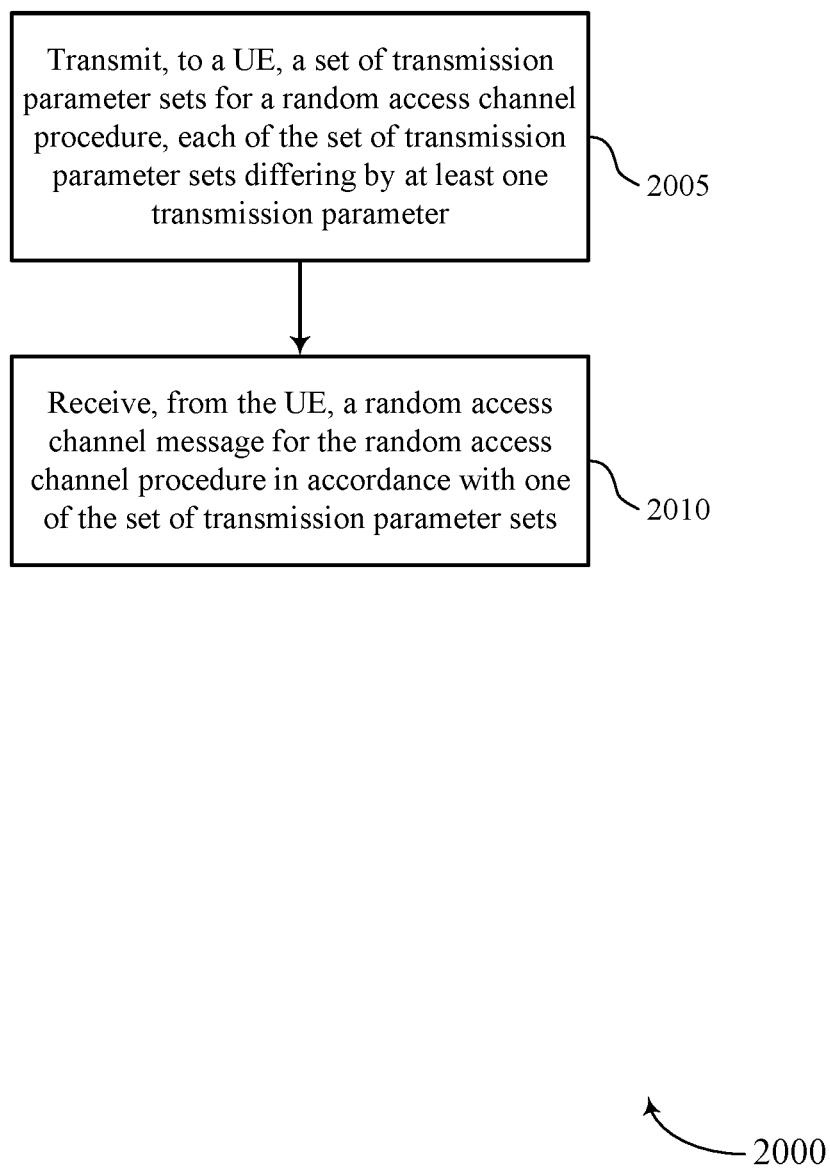 Transmit, to a UE, a set of transmission
parameter sets for a random access channel
procedure, each of the set of transmission
parameter sets differing by at least one
transmission parameter
2005
Receive, from the UE, a random access
channel message for the random access
channel procedure in accordance with one
of the set of transmission parameter sets
2010
2000